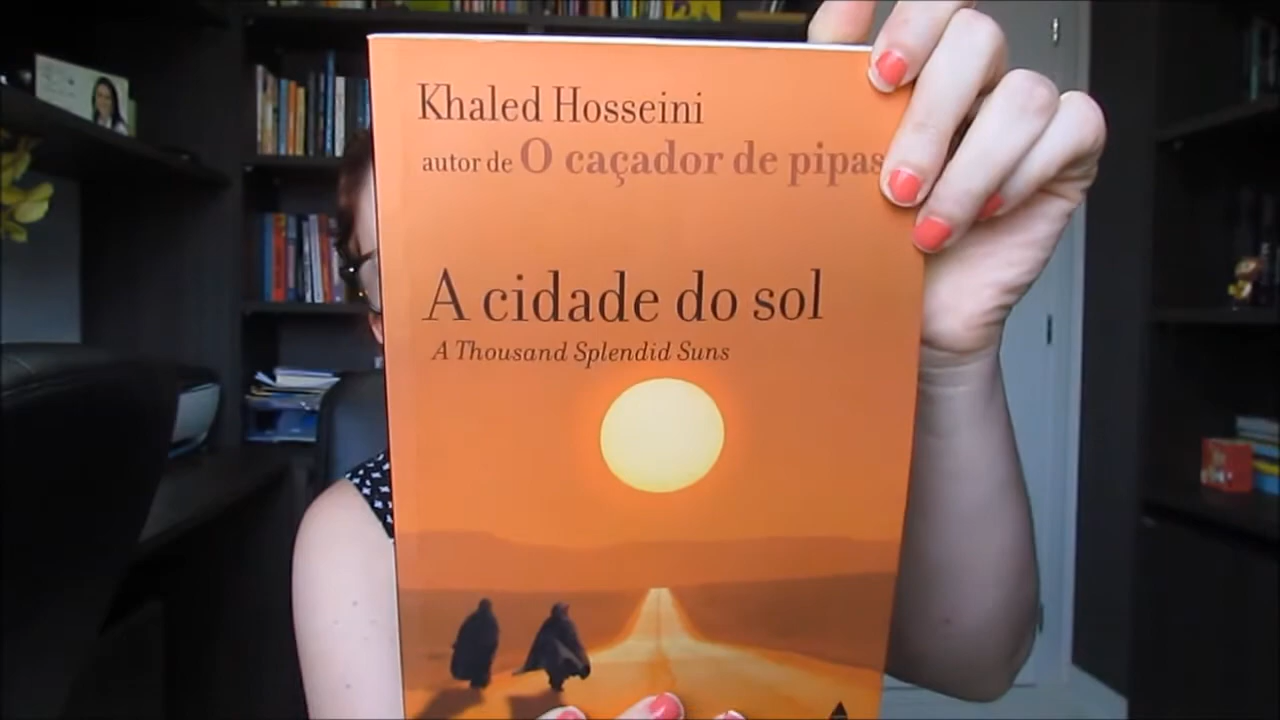 Khaled Hosseini
autor de O caçador de pipas
A cidade do sol
A Thousand Splendid Suns